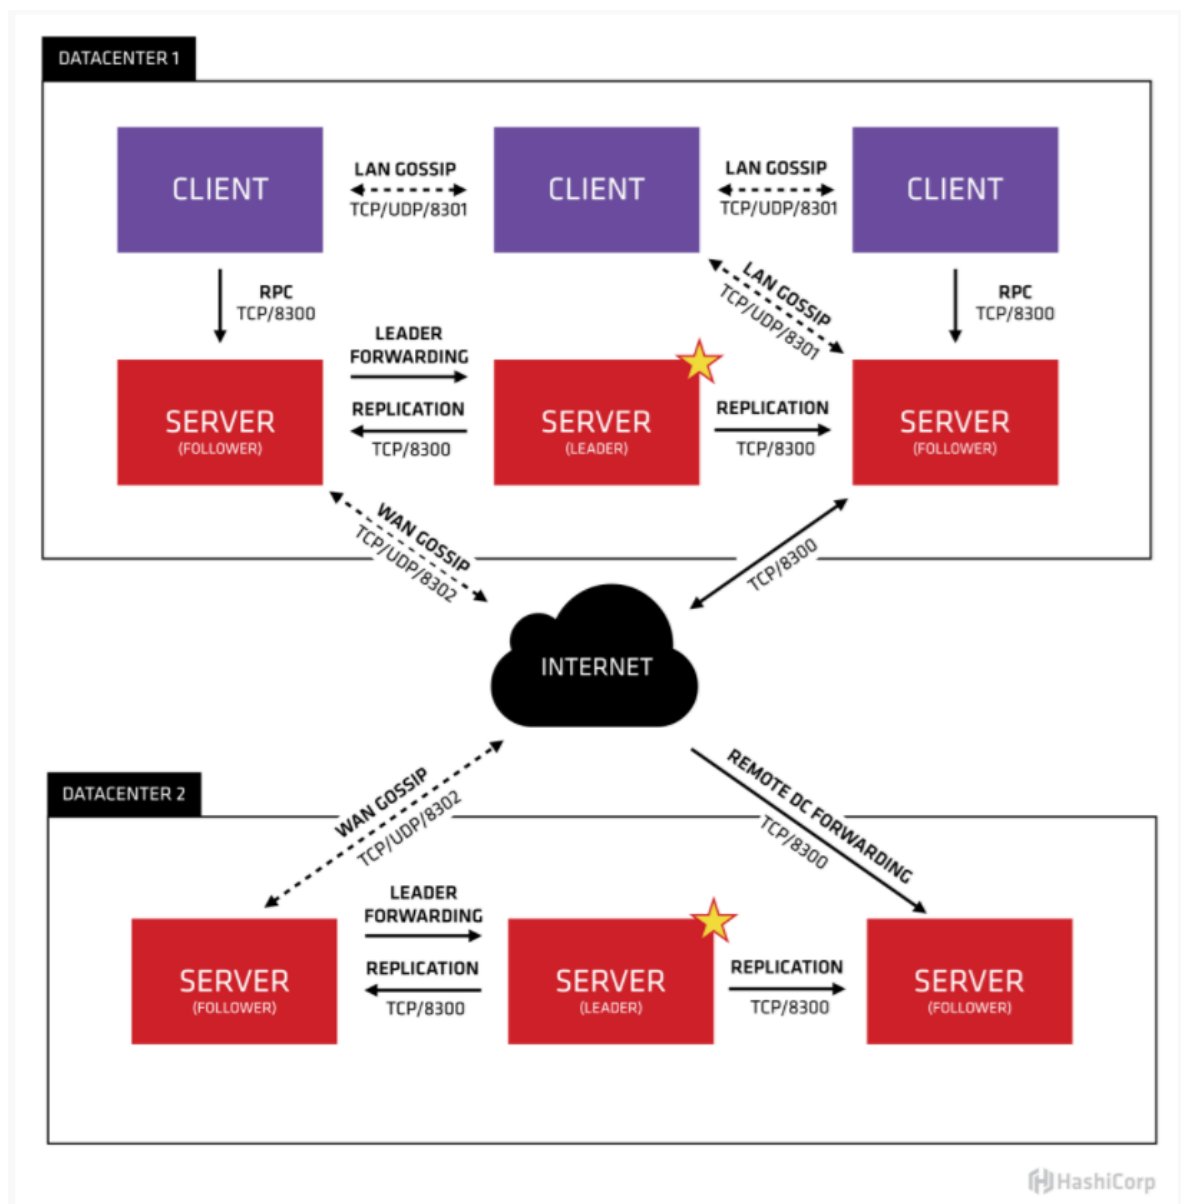 DATACENTER 1
CLIENT
LAN GOSSIP
TCP/UDP/8301
CLIENT
LAN GOSSIP
TCP/UDP/8301
CLIENT
RPC
TCP/8300
LAN GOSSIP
TCP/UDP/8301
RPC
TCP/8300
SERVER
(FOLLOWER)
LEADER
FORWARDING
REPLICATION
TCP/8300
SERVER
(LEADER)
REPLICATION
TCP/8300
SERVER
(FOLLOWER)
WAN GOSSIP
TCP/UDP/8302
TCP/8300
INTERNET
DATACENTER 2
WAN GOSSIP
TCP/UDP/8302
REMOTE DC FORWARDING
TCP/8300
SERVER
(FOLLOWER)
LEADER
FORWARDING
REPLICATION
TCP/8300
SERVER
(LEADER)
REPLICATION
TCP/8300
SERVER
(FOLLOWER)
HashiCorp